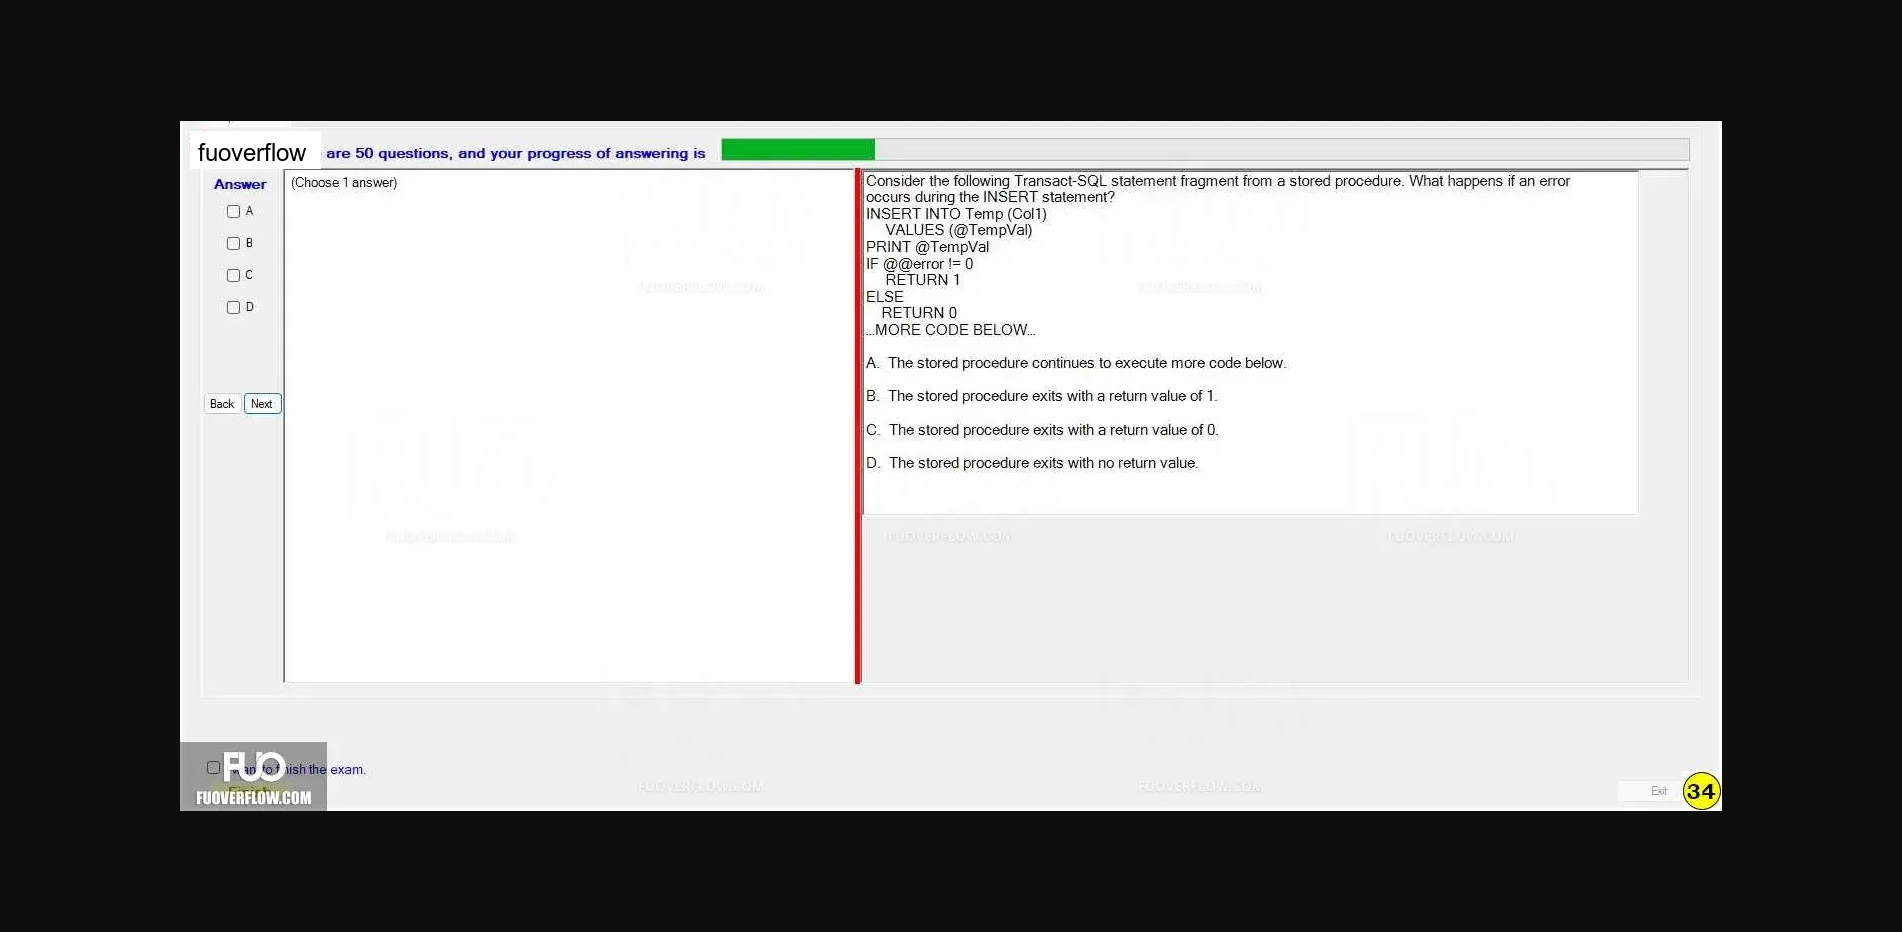 fuoverflow are 50 questions, and your progress of answering is
Answer
A
B
C
D
Back Next
(Choose 1 answer)
Consider the following Transact-SQL statement fragment from a stored procedure. What happens if an error
occurs during the INSERT statement?
INSERT INTO Temp (Col1)
VALUES (@TempVal)
PRINT @TempVal
IF @@error != 0
RETURN 1
ELSE
RETURN 0
...MORE CODE BELOW...
A. The stored procedure continues to execute more code below.
B. The stored procedure exits with a return value of 1.
C. The stored procedure exits with a return value of 0.
D. The stored procedure exits with no return value.
FUOVERFLOW.COM FUOVERFLOW.COM
FUOVERFLOW.COM FUOVERFLOW.COM FUOVERFLOW.COM
FUOVERFLOW.COM FUOVERFLOW.COM
FUO
want to finish the exam.
Finish
FUOVERFLOW.COM
Exit 34